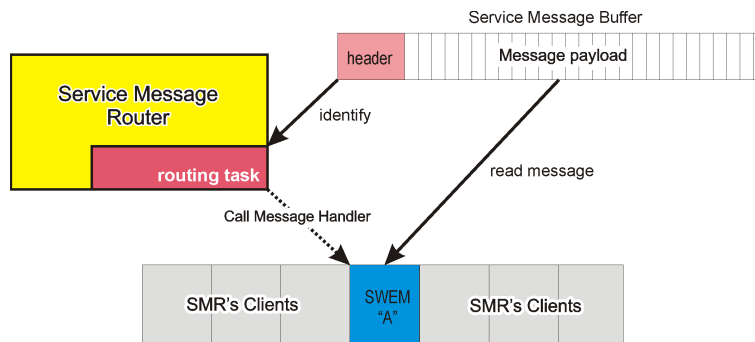 Service Message Buffer
header
Message payload
Service Message
Router
identify
routing task
read message
Call Message Handler
SMR's Clients
SWEM
“A”
SMR's Clients